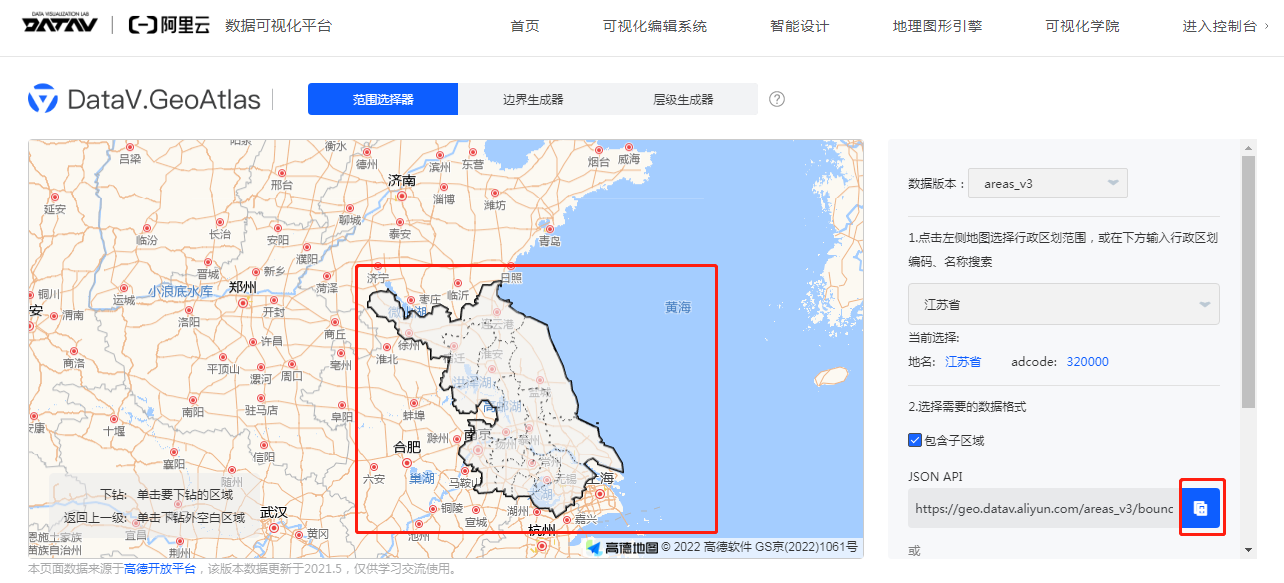 DATA VISUALIZATION LAB
DATAV 阿里云 数据可视化平台 首页 可视化编辑系统 智能设计 地理图形引擎 可视化学院 进入控制台
DataV.GeoAtlas 范围选择器 边界生成器 层级生成器 ?
衡水
吕梁 德州 滨州 东营 烟台 威海
邢台 济南
延安 淄博 潍坊
聊城
临汾 长治 安阳 泰安 青岛
濮阳
晋城 新乡 济宁 日照
铜川 运城 小浪底水库 郑州 菏泽 枣庄 临沂 黄海
安 渭南 洛阳 开封 连云港
商丘 徐州
许昌 淮北 宿迁 淮安
商洛 平顶山 漯河 周口 亳州 洪泽湖
盐城
南阳 驻马店 阜阳 蚌埠 高邮湖
安康 十堰 滁州 南京 泰州
信阳 合肥 扬州
襄阳 常州
随州 六安 巢湖 马鞍山 无锡 上海
下钻: 单击要下钻的区域
返回上一级: 单击下钻外空白区域
武汉 铜陵 宣城 湖州 嘉兴
宜昌 黄冈 杭州
恩施土家族
苗族自治州 荆州 池州 高德地图 © 2022 高德软件 GS京(2022)1061号
本页面数据来源于高德开放平台，该版本数据更新于2021.5，仅供学习交流使用。
数据版本： areas_v3
1.点击左侧地图选择行政区划范围，或在下方输入行政区划
编码、名称搜索
江苏省
当前选择:
地名: 江苏省 adcode: 320000
2.选择需要的数据格式
包含子区域
JSON API
https://geo.datav.aliyun.com/areas_v3/bounc
或